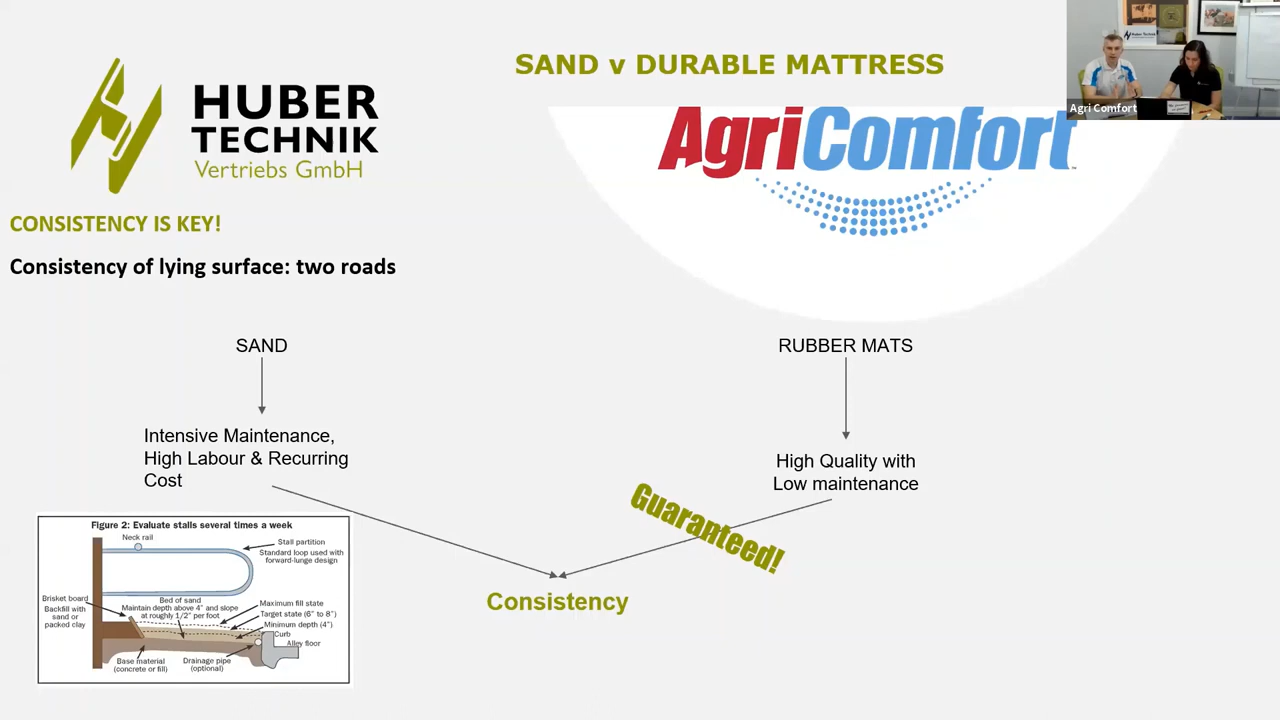 HUBER
TECHNIK
Vertriebs GmbH
SAND v DURABLE MATTRESS
AgriComfort™
Agri Comfort
CONSISTENCY IS KEY!
Consistency of lying surface: two roads
SAND
RUBBER MATS
Intensive Maintenance,
High Labour & Recurring
Cost
High Quality with
Low maintenance
Guaranteed!
Consistency
Figure 2: Evaluate stalls several times a week
Neck rail
Stall partition
Standard loop used with
forward-lunge design
Brisket board
Backfill with
sand or
packed clay
Bed of sand
Maintain depth above 4" and slope
at roughly 1/2" per foot
Maximum fill state
Target state (6" to 8")
Minimum depth (4")
Curb
Alley floor
Base material
(concrete or fill)
Drainage pipe
(optional)